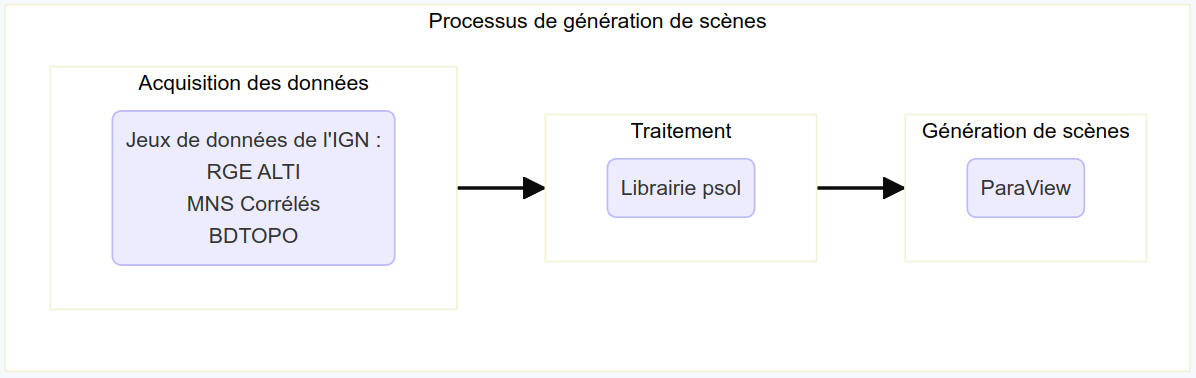 Processus de génération de scènes
Acquisition des données
Jeux de données de l'IGN :
RGE ALTI
MNS Corrélés
BDTOPO
Traitement
Librairie psol
Génération de scènes
ParaView